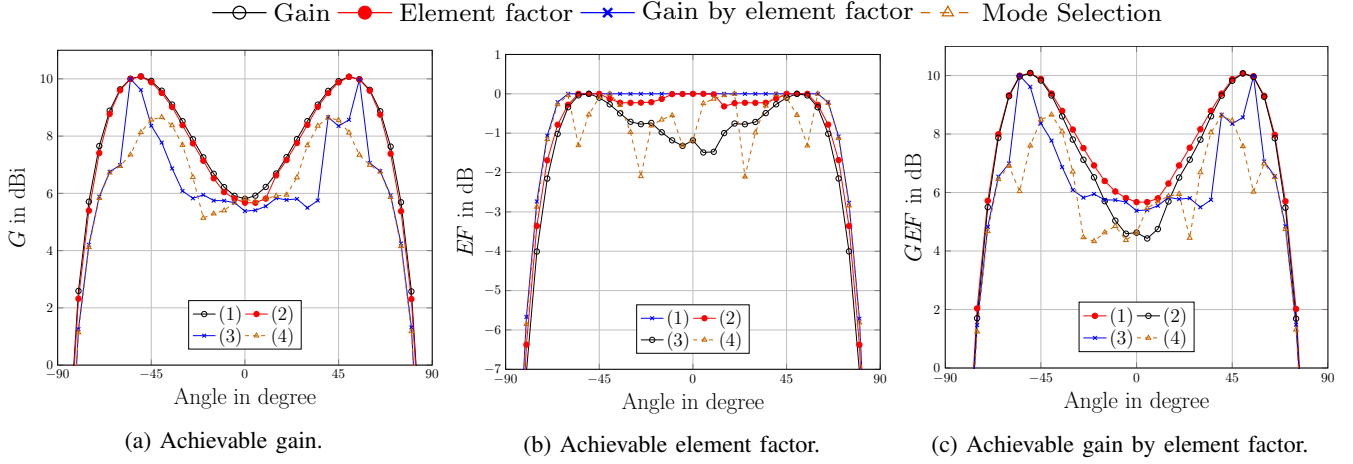 Gain Element factor Gain by element factor Mode Selection
G in dBi
10
8
6
4
2
0
−90 −45 0 45 90
(1) (2)
(3) (4)
Angle in degree
(a) Achievable gain.
EF in dB
1
0
−1
−2
−3
−4
−5
−6
−7
−90 −45 0 45 90
(1) (2)
(3) (4)
Angle in degree
(b) Achievable element factor.
GEF in dB
10
8
6
4
2
0
−90 −45 0 45 90
(1) (2)
(3) (4)
Angle in degree
(c) Achievable gain by element factor.